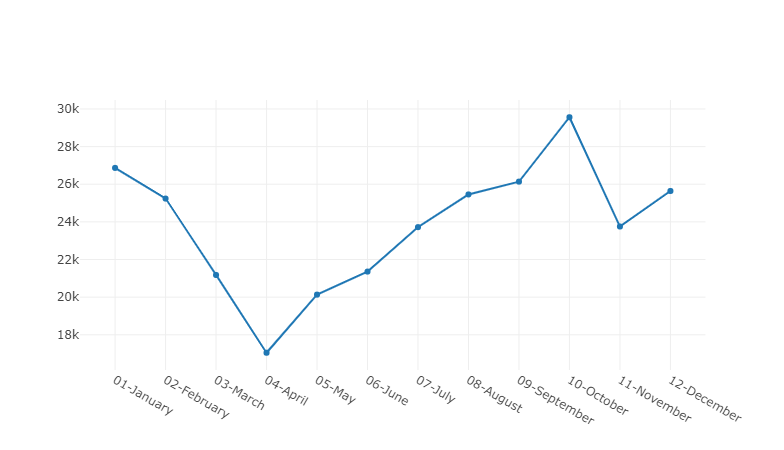 30k
28k
26k
24k
22k
20k
18k
01-January
02-February
03-March
04-April
05-May
06-June
07-July
08-August
09-September
10-October
11-November
12-December